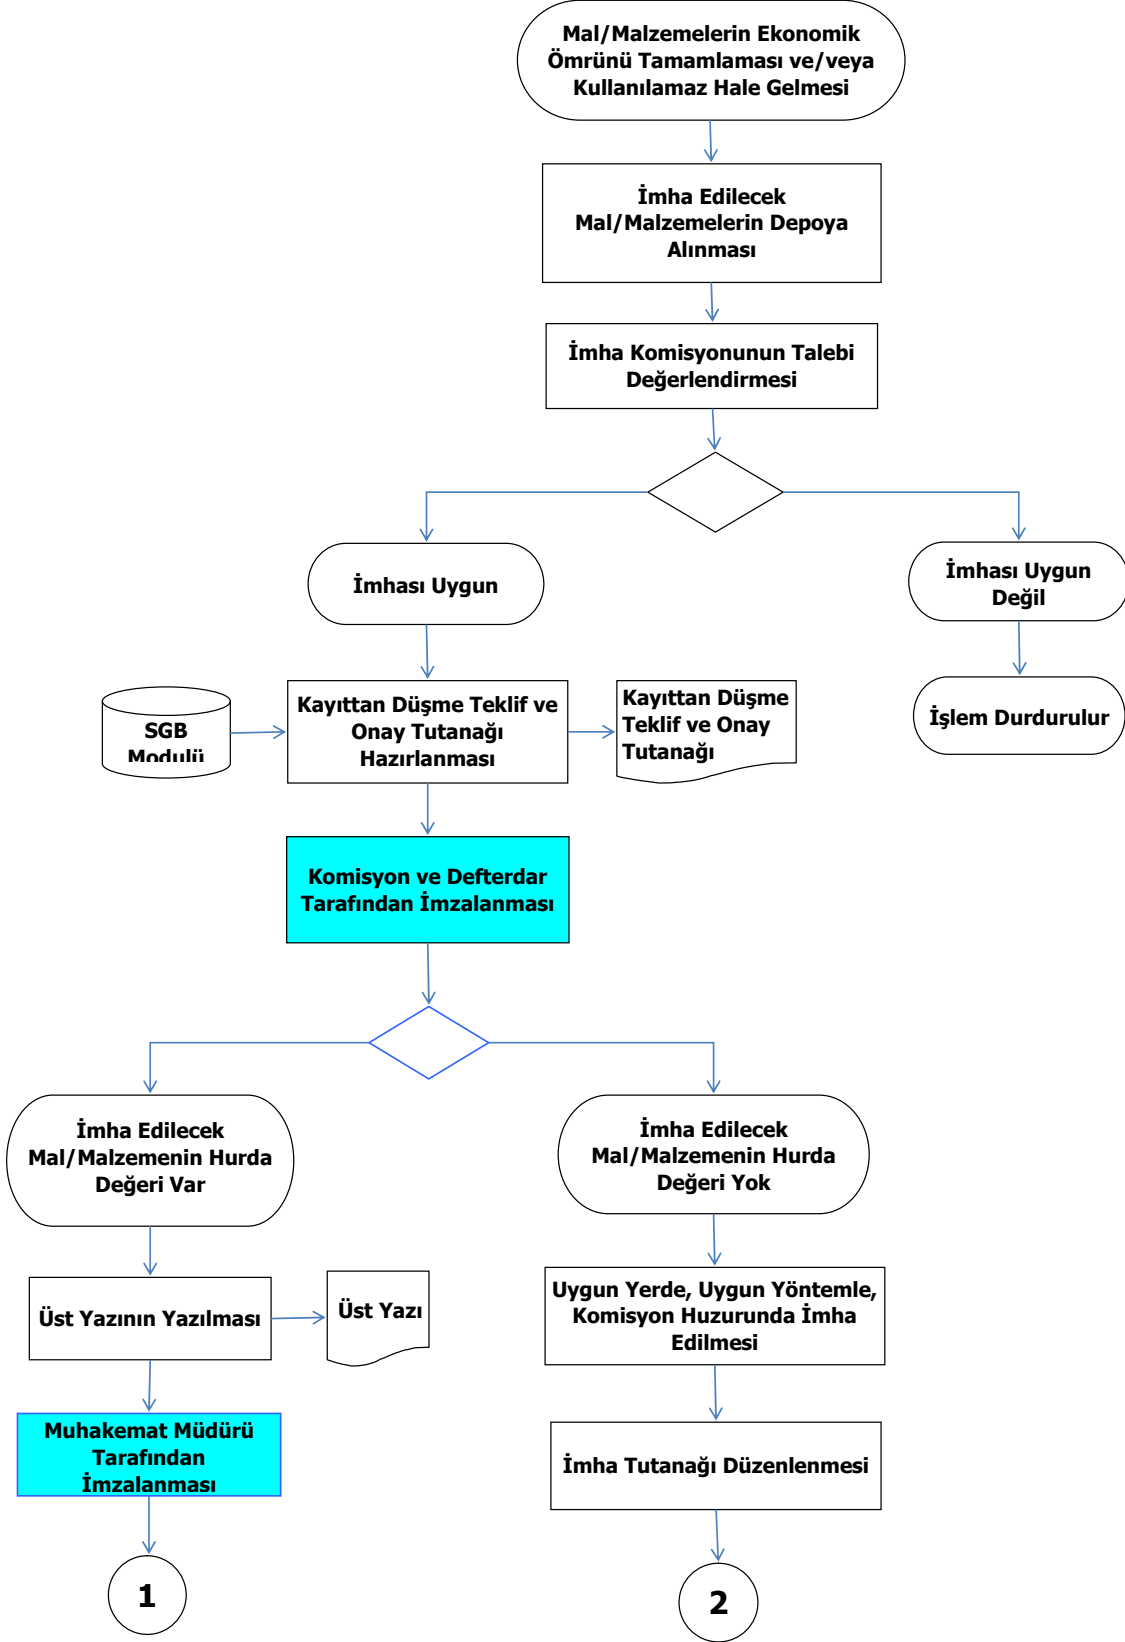 Mal/Malzemelerin Ekonomik
Ömrünü Tamamlaması ve/veya
Kullanılamaz Hale Gelmesi
İmha Edilecek
Mal/Malzemelerin Depoya
Alınması
İmha Komisyonunun Talebi
Değerlendirmesi
İmhası Uygun
İmhası Uygun
Değil
SGB
Modülü
Kayıttan Düşme Teklif ve
Onay Tutanağı
Hazırlanması
Kayıttan Düşme
Teklif ve Onay
Tutanağı
İşlem Durdurulur
Komisyon ve Defterdar
Tarafından İmzalanması
İmha Edilecek
Mal/Malzemenin Hurda
Değeri Var
İmha Edilecek
Mal/Malzemenin Hurda
Değeri Yok
Üst Yazının Yazılması
Üst Yazı
Uygun Yerde, Uygun Yöntemle,
Komisyon Huzurunda İmha
Edilmesi
Muhakemat Müdürü
Tarafından
İmzalanması
İmha Tutanağı Düzenlenmesi
1
2